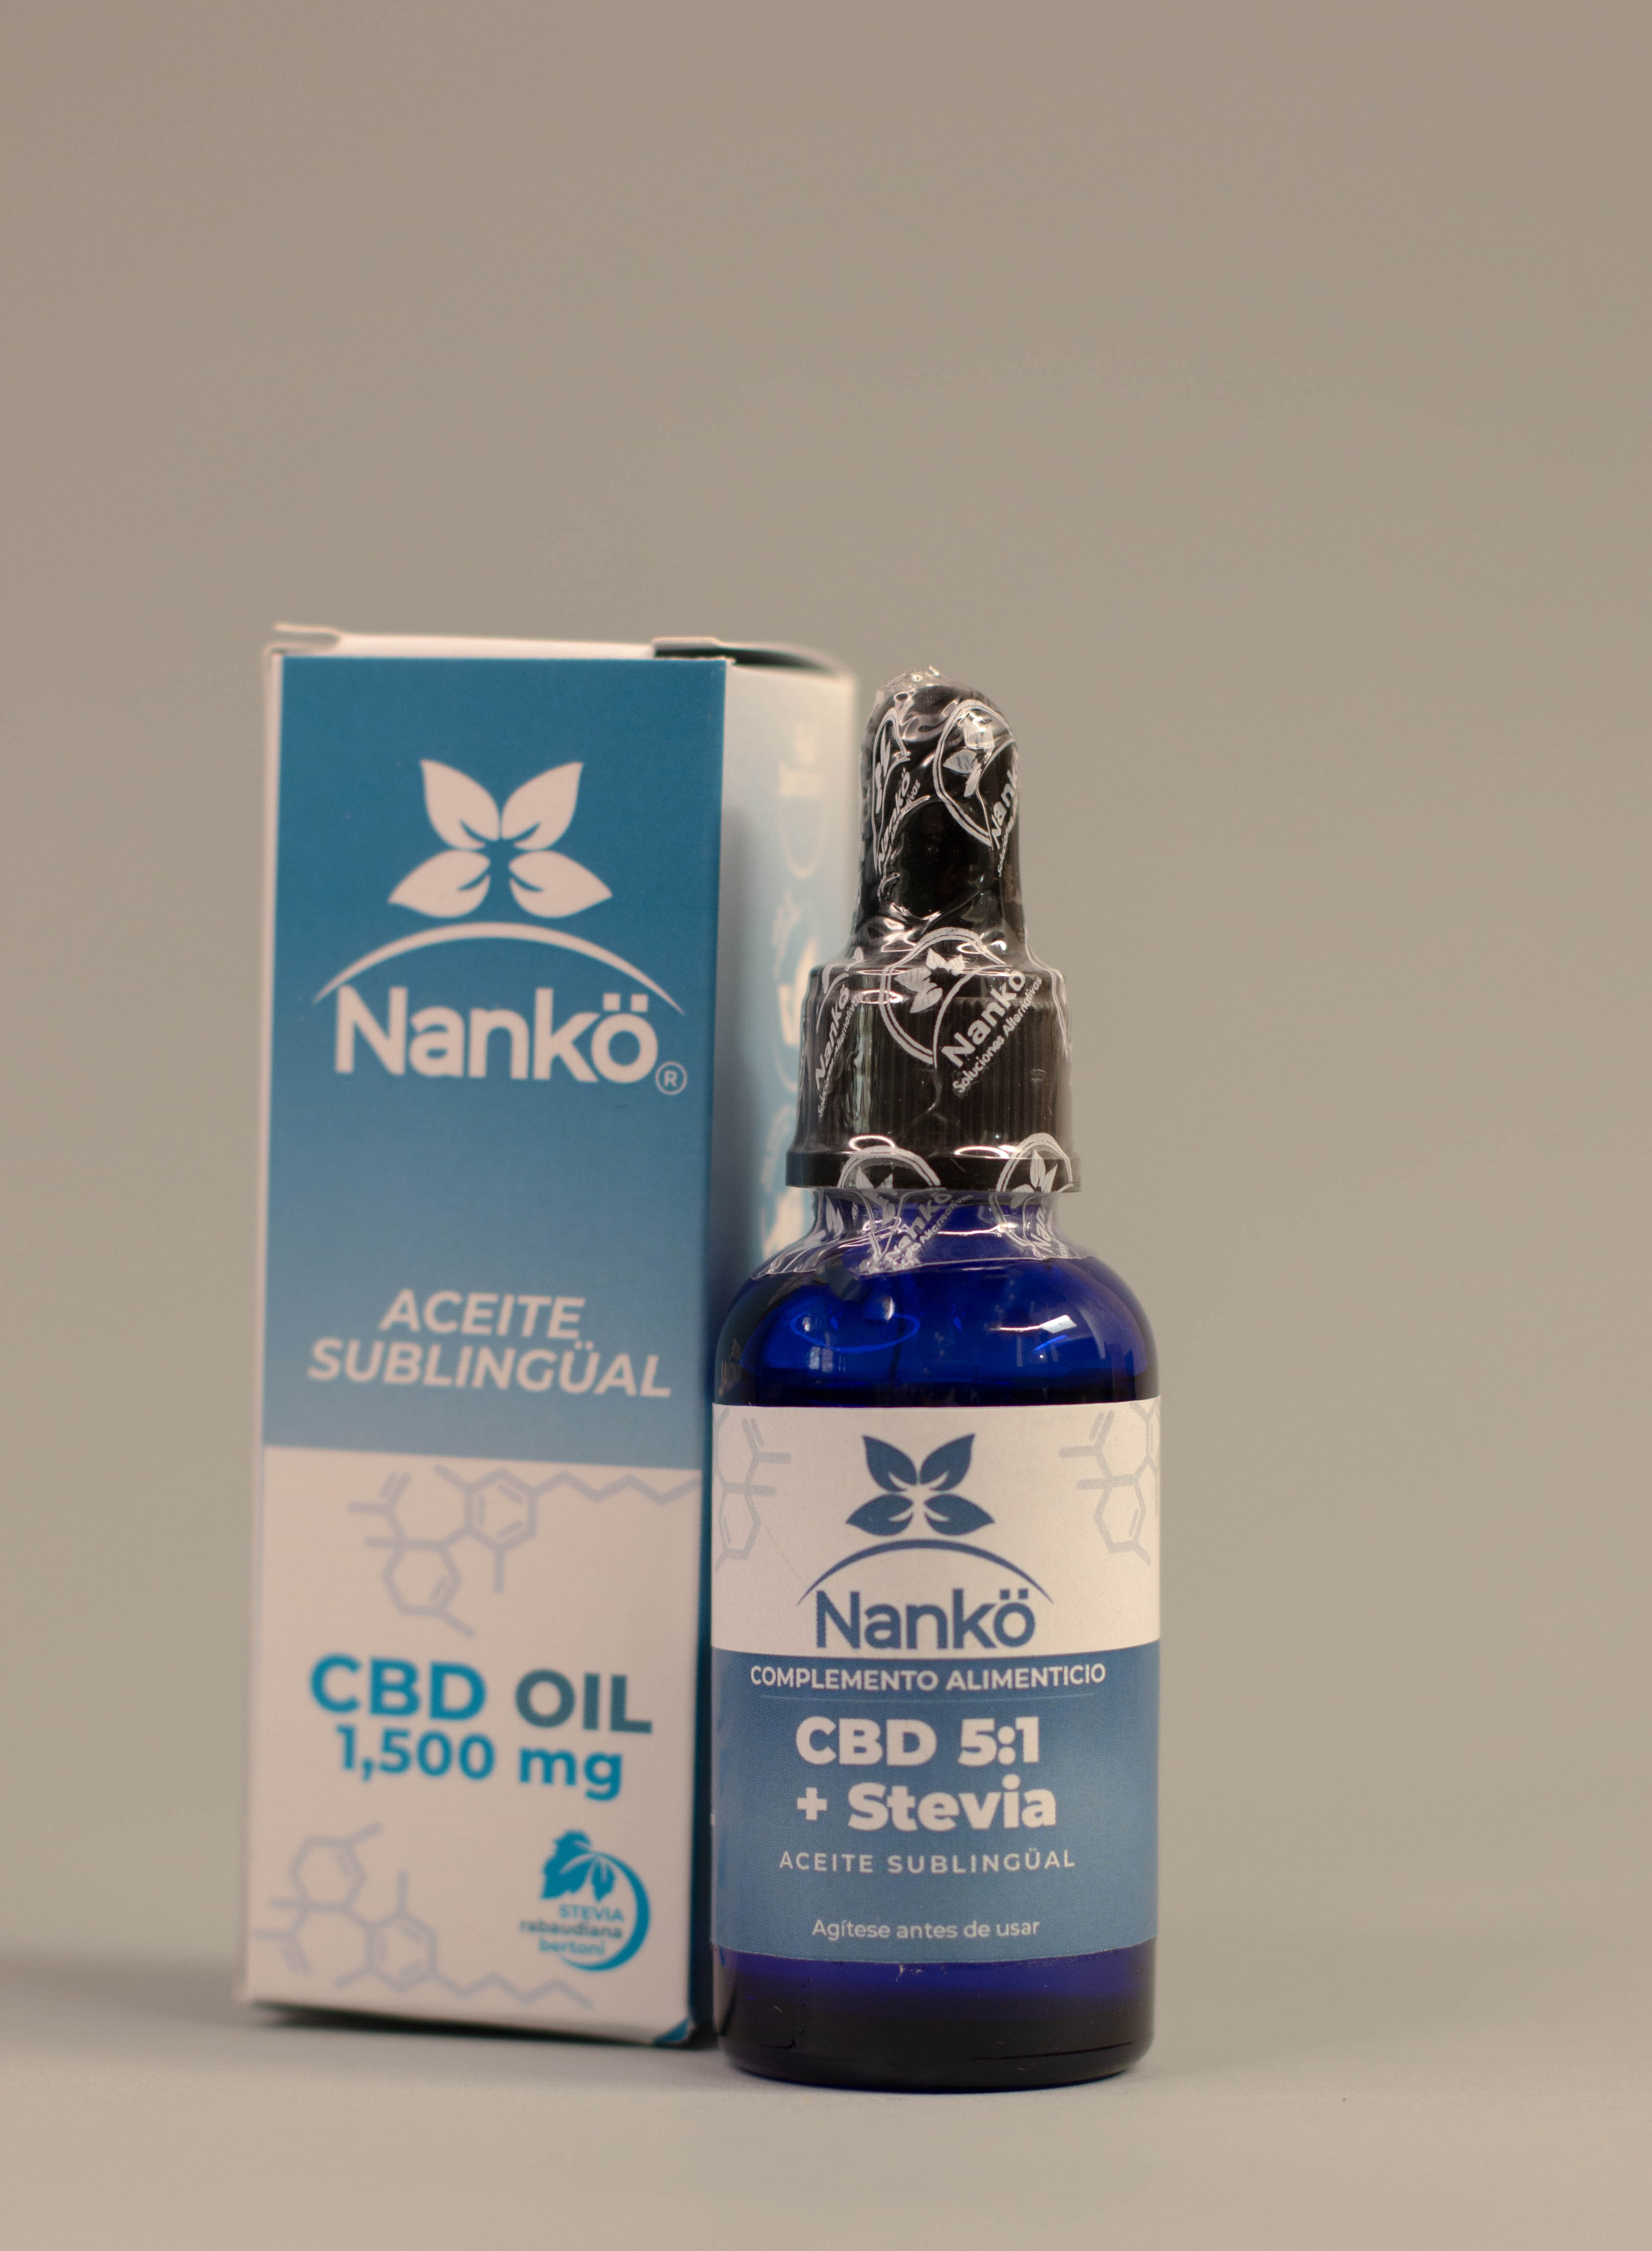 Nankö
®
ACEITE
SUBLINGÜAL
CBD OIL
1,500 mg
STEVIA
rebaudiana
bertoni
Nankö
Soluciones Alternativas
Nankö
COMPLEMENTO ALIMENTICIO
CBD 5:1
+ Stevia
ACEITE SUBLINGÜAL
Agítese antes de usar